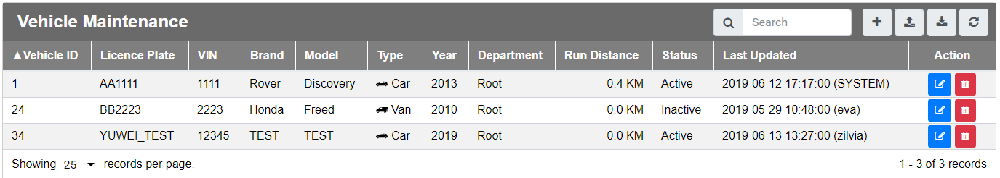 Vehicle Maintenance Search
▲Vehicle ID Licence Plate VIN Brand Model Type Year Department Run Distance Status Last Updated Action
1 AA1111 1111 Rover Discovery Car 2013 Root 0.4 KM Active 2019-06-12 17:17:00 (SYSTEM)
24 BB2223 2223 Honda Freed Van 2010 Root 0.0 KM Inactive 2019-05-29 10:48:00 (eva)
34 YUWEI_TEST 12345 TEST TEST Car 2019 Root 0.0 KM Active 2019-06-13 13:27:00 (zilvia)
Showing 25 records per page. 1 - 3 of 3 records